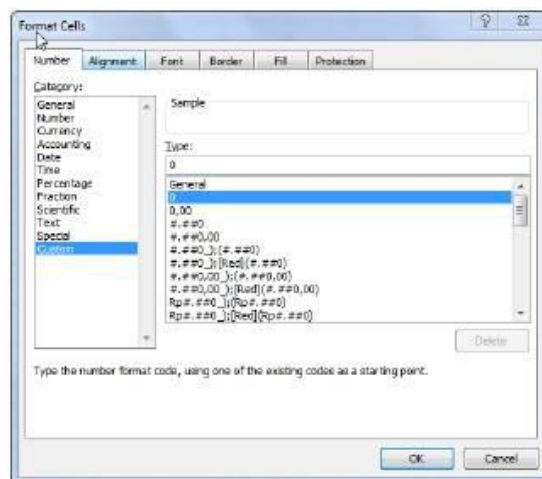 Format Cells
Number Alignment Font Border Fill Protection
Category:
General
Number
Currency
Accounting
Date
Time
Percentage
Fraction
Scientific
Text
Special
Custom
Sample
Type:
0
General
0
0,00
#.##0
#.##0,00
#.##0_);(#.##0)
#.##0_);[Red](#.##0)
#.##0,00_);(#.##0,00)
#.##0,00_);[Red](#.##0,00)
Rp#.##0_);(Rp#.##0)
Rp#.##0_);[Red](Rp#.##0)
Delete
Type the number format code, using one of the existing codes as a starting point.
OK Cancel